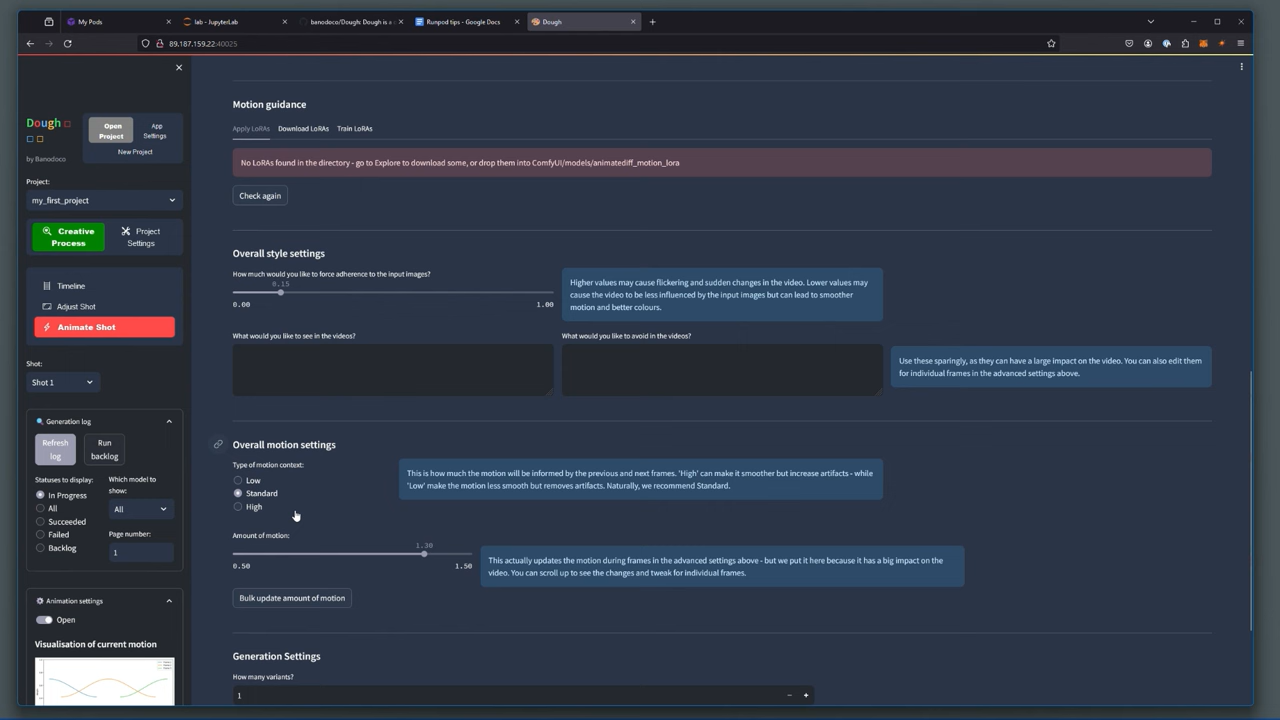 My Pods
lab - JupyterLab
banodoco/Dough: Dough is a c
Runpod tips - Google Docs
Dough
89.187.159.22:40025
Dough
by Banodoco
Open Project
App Settings
New Project
Project:
my_first_project
Creative Process
Project Settings
Timeline
Adjust Shot
Animate Shot
Shot:
Shot 1
Generation log
Refresh log
Run backlog
Statuses to display:
In Progress
All
Succeeded
Failed
Backlog
Which model to show:
All
Page number:
1
Animation settings
Open
Visualisation of current motion
Motion guidance
Apply LoRAs
Download LoRAs
Train LoRAs
No LoRAs found in the directory - go to Explore to download some, or drop them into ComfyUI/models/animatediff_motion_lora
Check again
Overall style settings
How much would you like to force adherence to the input images?
0.15
0.00
1.00
Higher values may cause flickering and sudden changes in the video. Lower values may
cause the video to be less influenced by the input images but can lead to smoother
motion and better colours.
What would you like to see in the videos?
What would you like to avoid in the videos?
Use these sparingly, as they can have a large impact on the video. You can also edit them
for individual frames in the advanced settings above.
Overall motion settings
Type of motion context:
Low
Standard
High
This is how much the motion will be informed by the previous and next frames. 'High' can make it smoother but increase artifacts - while
'Low' make the motion less smooth but removes artifacts. Naturally, we recommend Standard.
Amount of motion:
1.30
0.50
1.50
This actually updates the motion during frames in the advanced settings above - but we put it here because it has a big impact on the
video. You can scroll up to see the changes and tweak for individual frames.
Bulk update amount of motion
Generation Settings
How many variants?
1